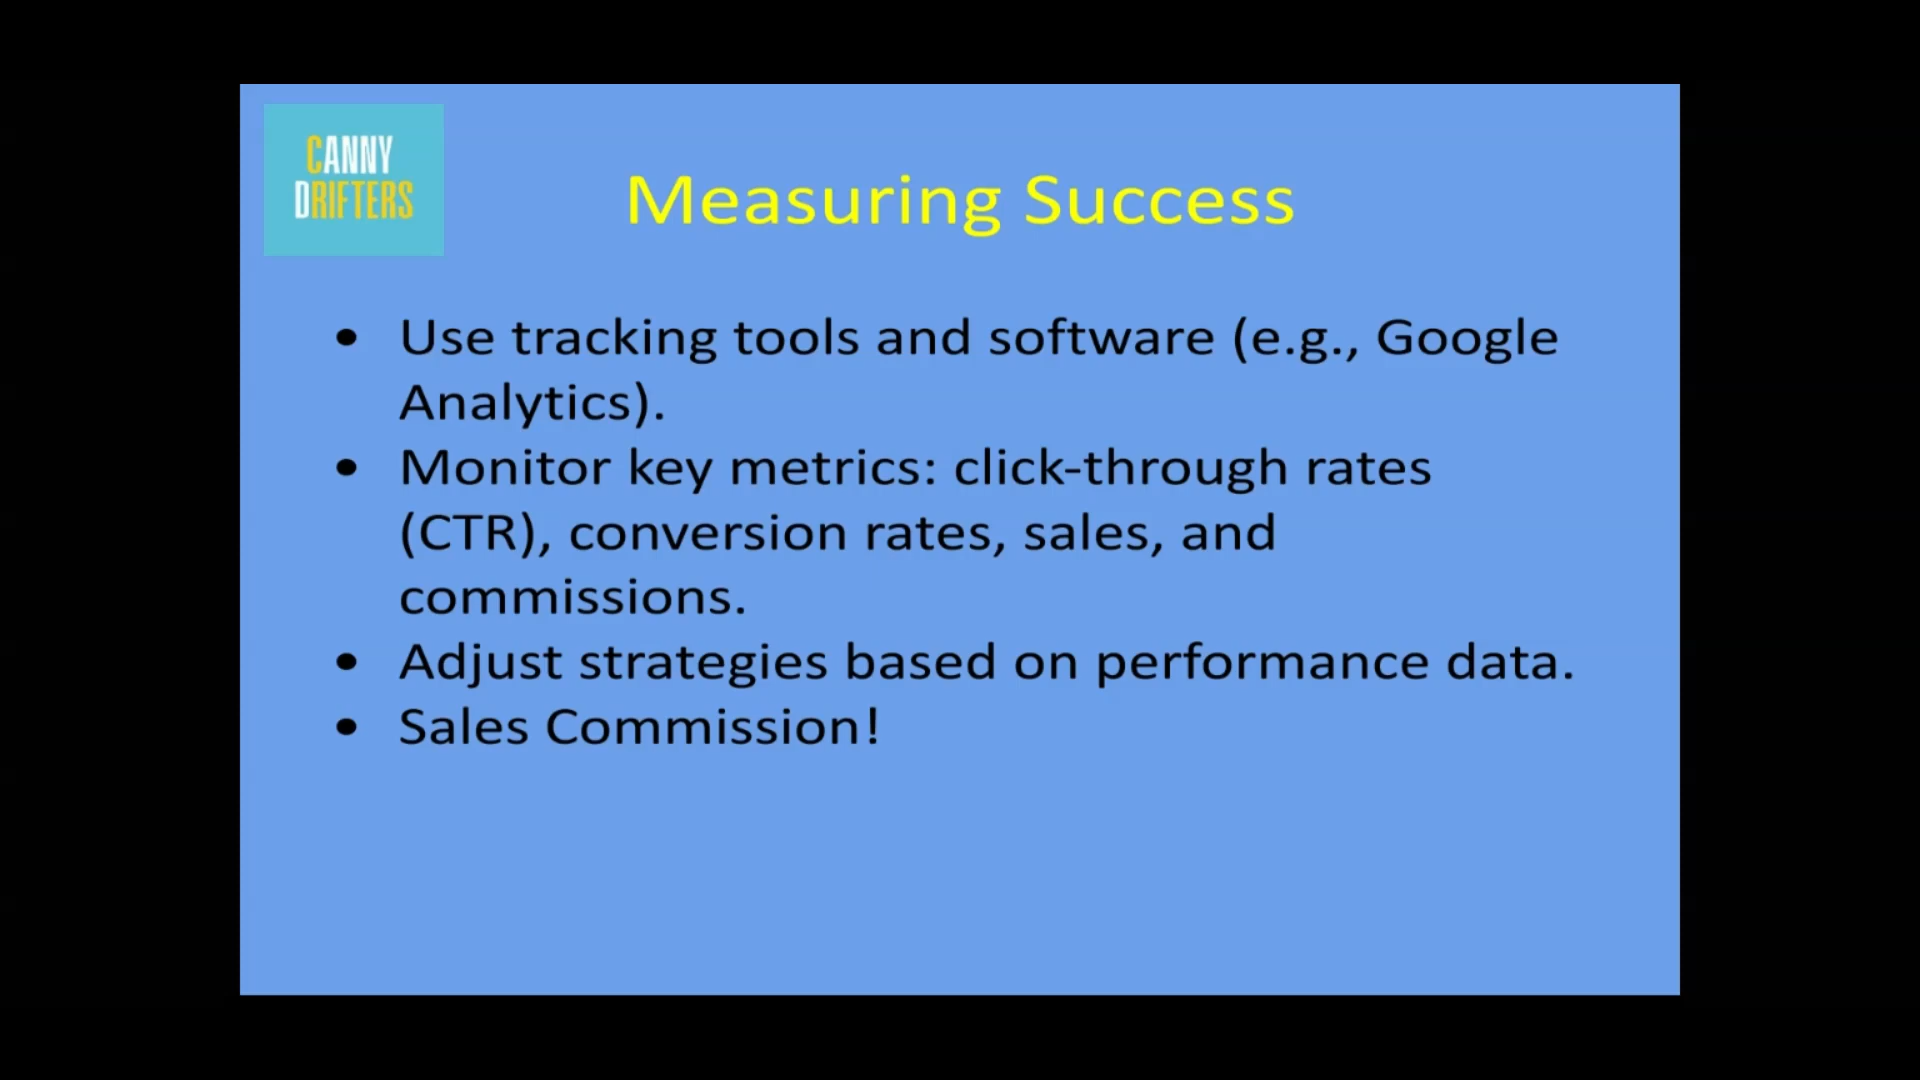 CANNY
DRIFTERS
Measuring Success
• Use tracking tools and software (e.g., Google
Analytics).
• Monitor key metrics: click-through rates
(CTR), conversion rates, sales, and
commissions.
• Adjust strategies based on performance data.
• Sales Commission!